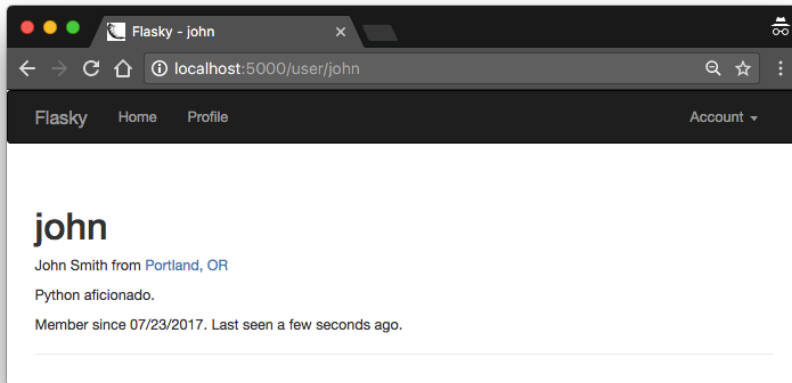 Flasky - john
localhost:5000/user/john
Flasky Home Profile Account
john
John Smith from Portland, OR
Python aficionado.
Member since 07/23/2017. Last seen a few seconds ago.